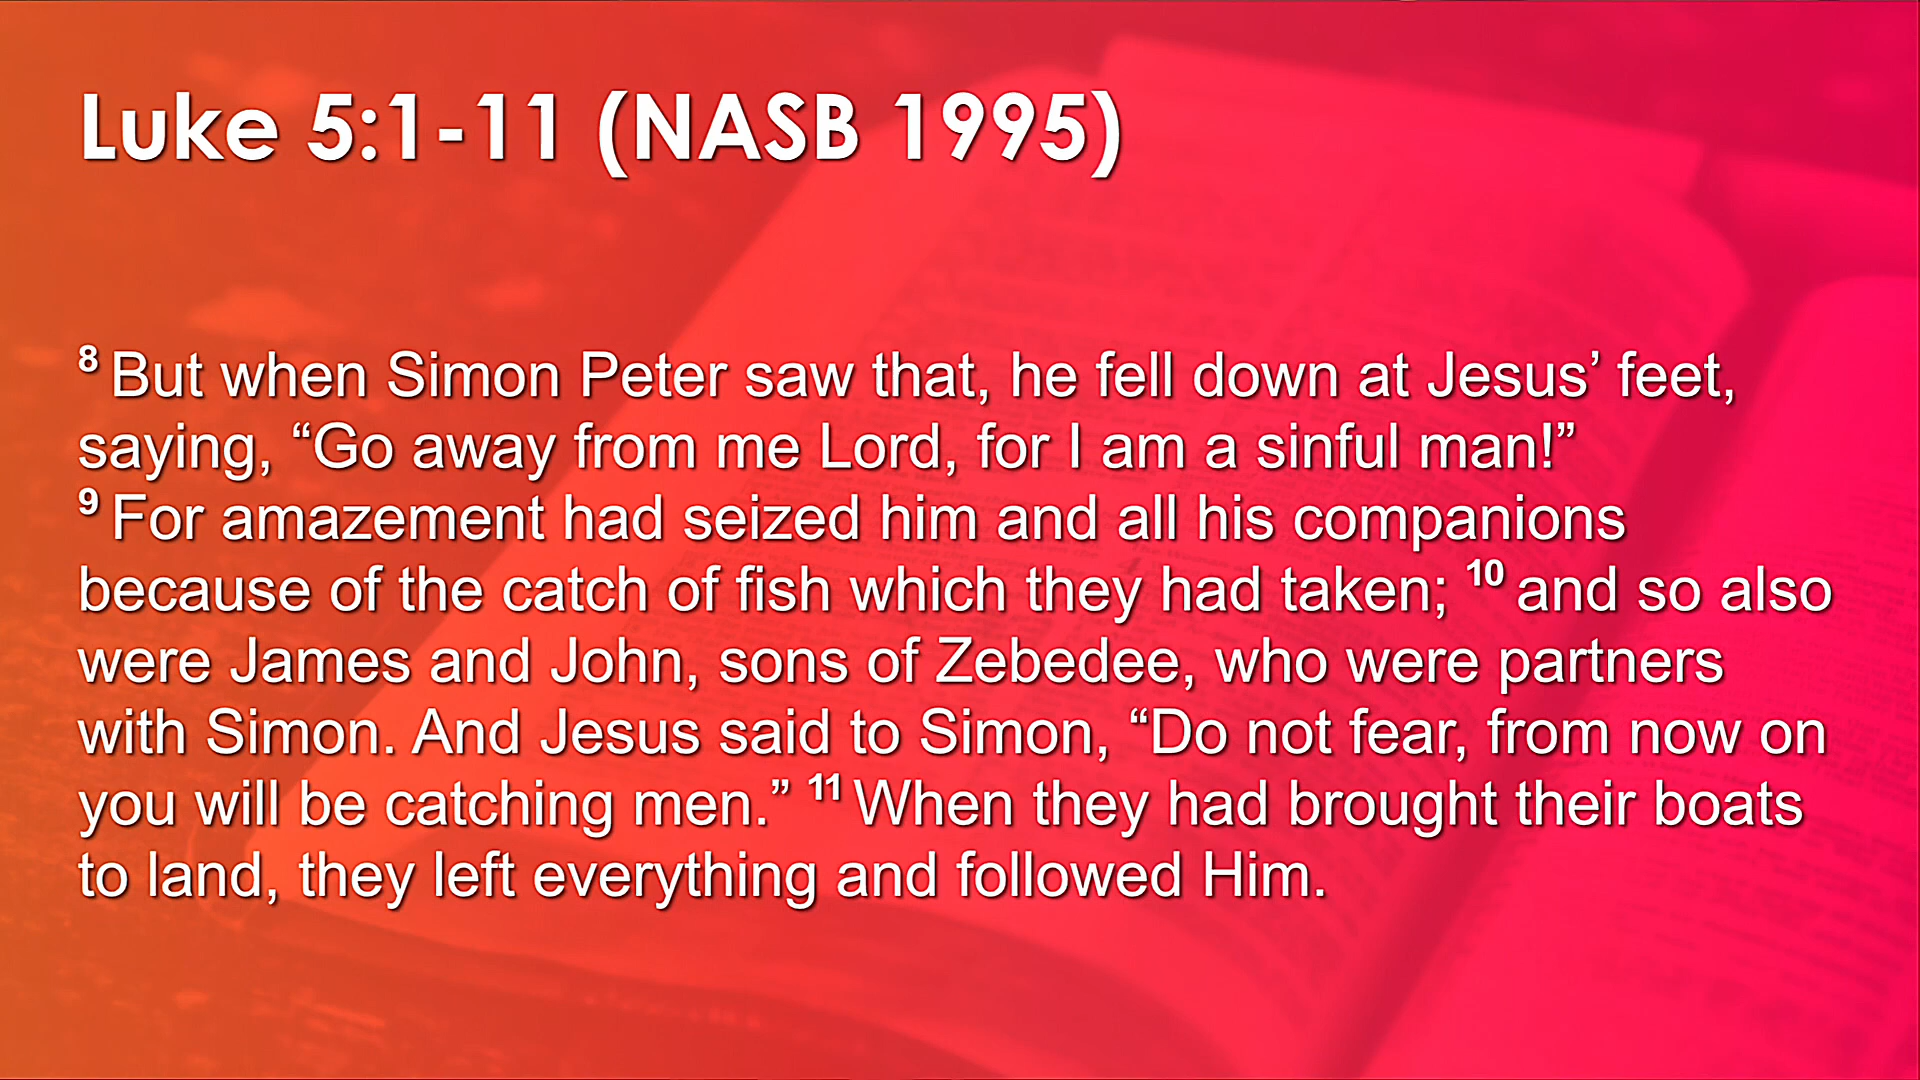 Luke 5:1-11 (NASB 1995)
8 But when Simon Peter saw that, he fell down at Jesus’ feet,
saying, “Go away from me Lord, for I am a sinful man!”
9 For amazement had seized him and all his companions
because of the catch of fish which they had taken; 10 and so also
were James and John, sons of Zebedee, who were partners
with Simon. And Jesus said to Simon, “Do not fear, from now on
you will be catching men.” 11 When they had brought their boats
to land, they left everything and followed Him.